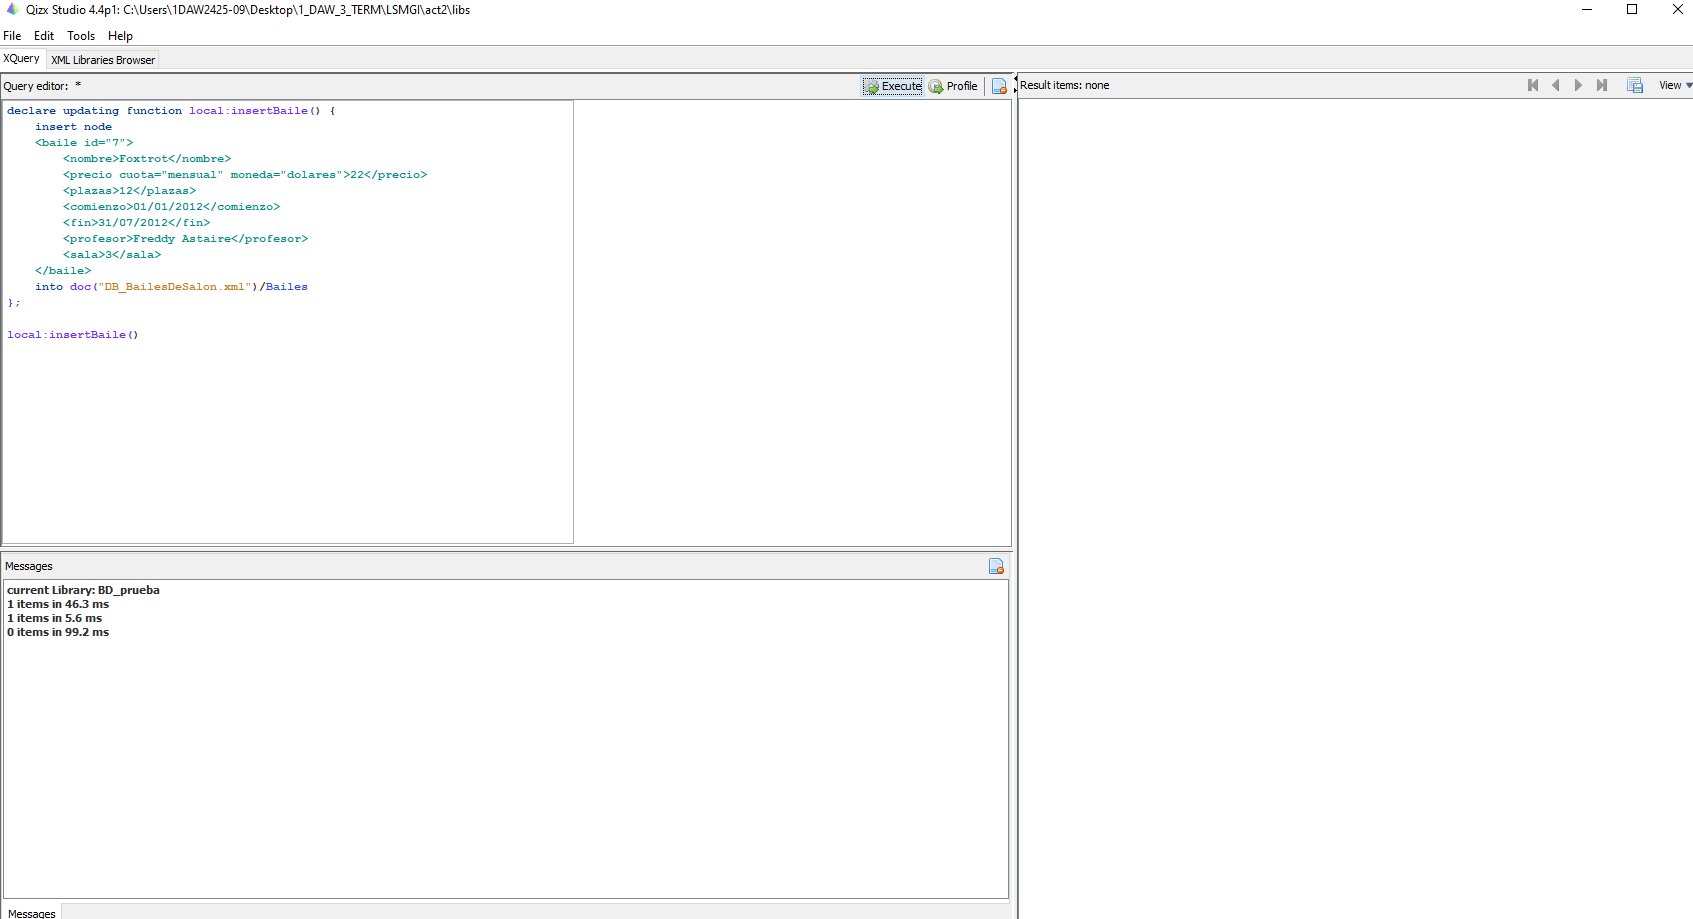 Qizx Studio 4.4p1: C:\Users\1DAW2425-09\Desktop\1_DAW_3_TERM\LSMGI\act2\libs
File Edit Tools Help
XQuery XML Libraries Browser
Query editor: * Execute Profile
declare updating function local:insertBaile() {
    insert node
    <baile id="7">
        <nombre>Foxtrot</nombre>
        <precio cuota="mensual" moneda="dolares">22</precio>
        <plazas>12</plazas>
        <comienzo>01/01/2012</comienzo>
        <fin>31/07/2012</fin>
        <profesor>Freddy Astaire</profesor>
        <sala>3</sala>
    </baile>
    into doc("DB_BailesDeSalon.xml")/Bailes
};
local:insertBaile()
Messages
current Library: BD_prueba
1 items in 46.3 ms
1 items in 5.6 ms
0 items in 99.2 ms
Messages
Result items: none View